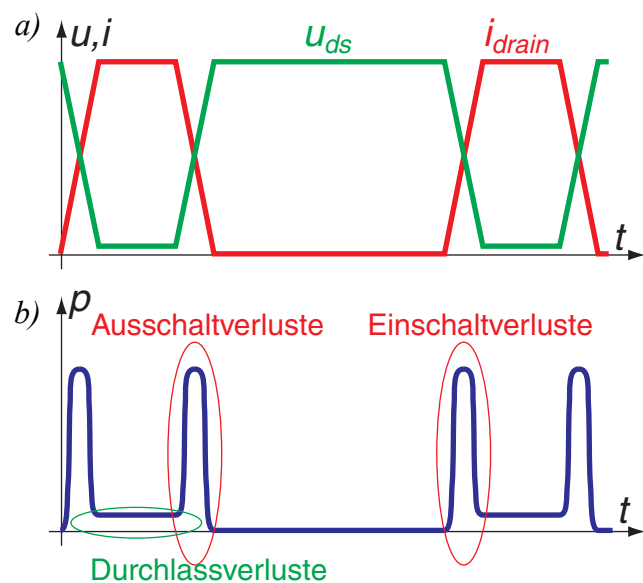 a) u,i u_ds i_drain
t
b) p
Ausschaltverluste Einschaltverluste
t
Durchlassverluste